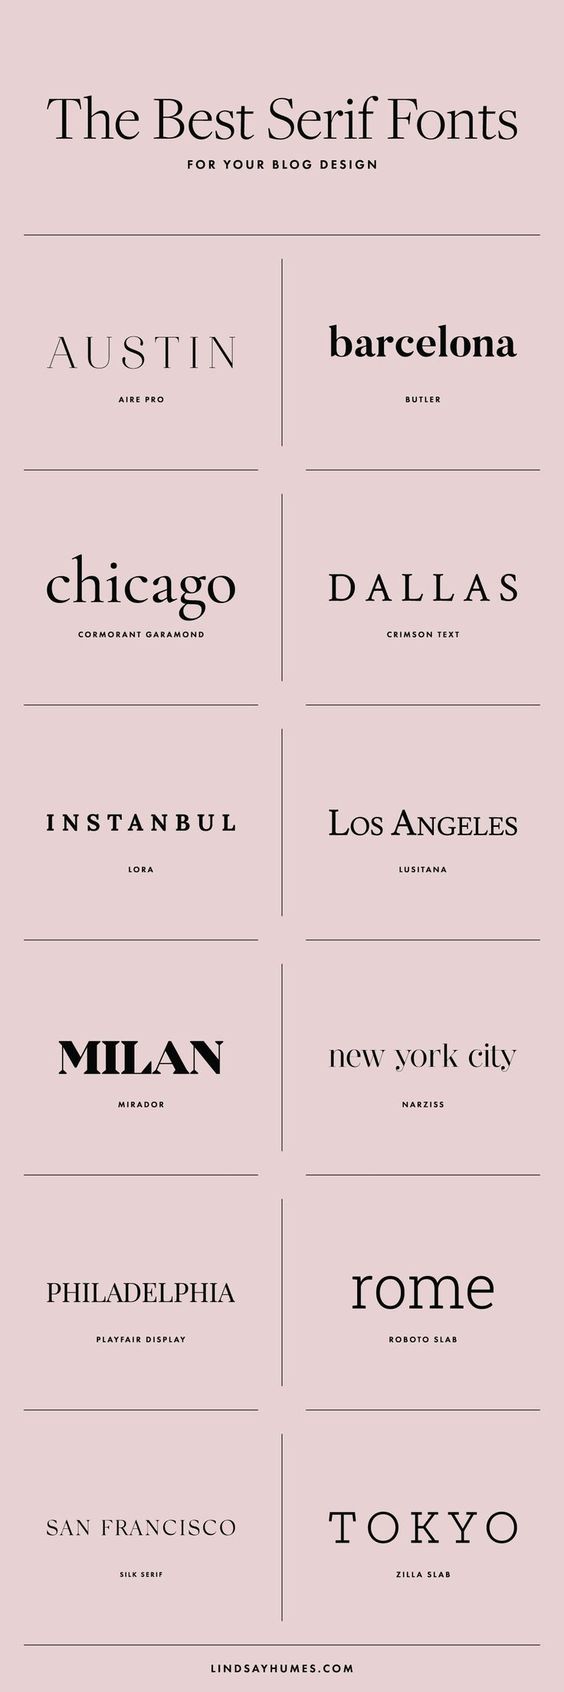 The Best Serif Fonts
FOR YOUR BLOG DESIGN
AUSTIN
AIRE PRO
barcelona
BUTLER
chicago
CORMORANT GARAMOND
DALLAS
CRIMSON TEXT
INSTANBUL
LORA
LOS ANGELES
LUSITANA
MILAN
MIRADOR
new york city
NARZISS
PHILADELPHIA
PLAYFAIR DISPLAY
rome
ROBOTO SLAB
SAN FRANCISCO
SILK SERIF
TOKYO
ZILLA SLAB
LINDSAYHUMES.COM